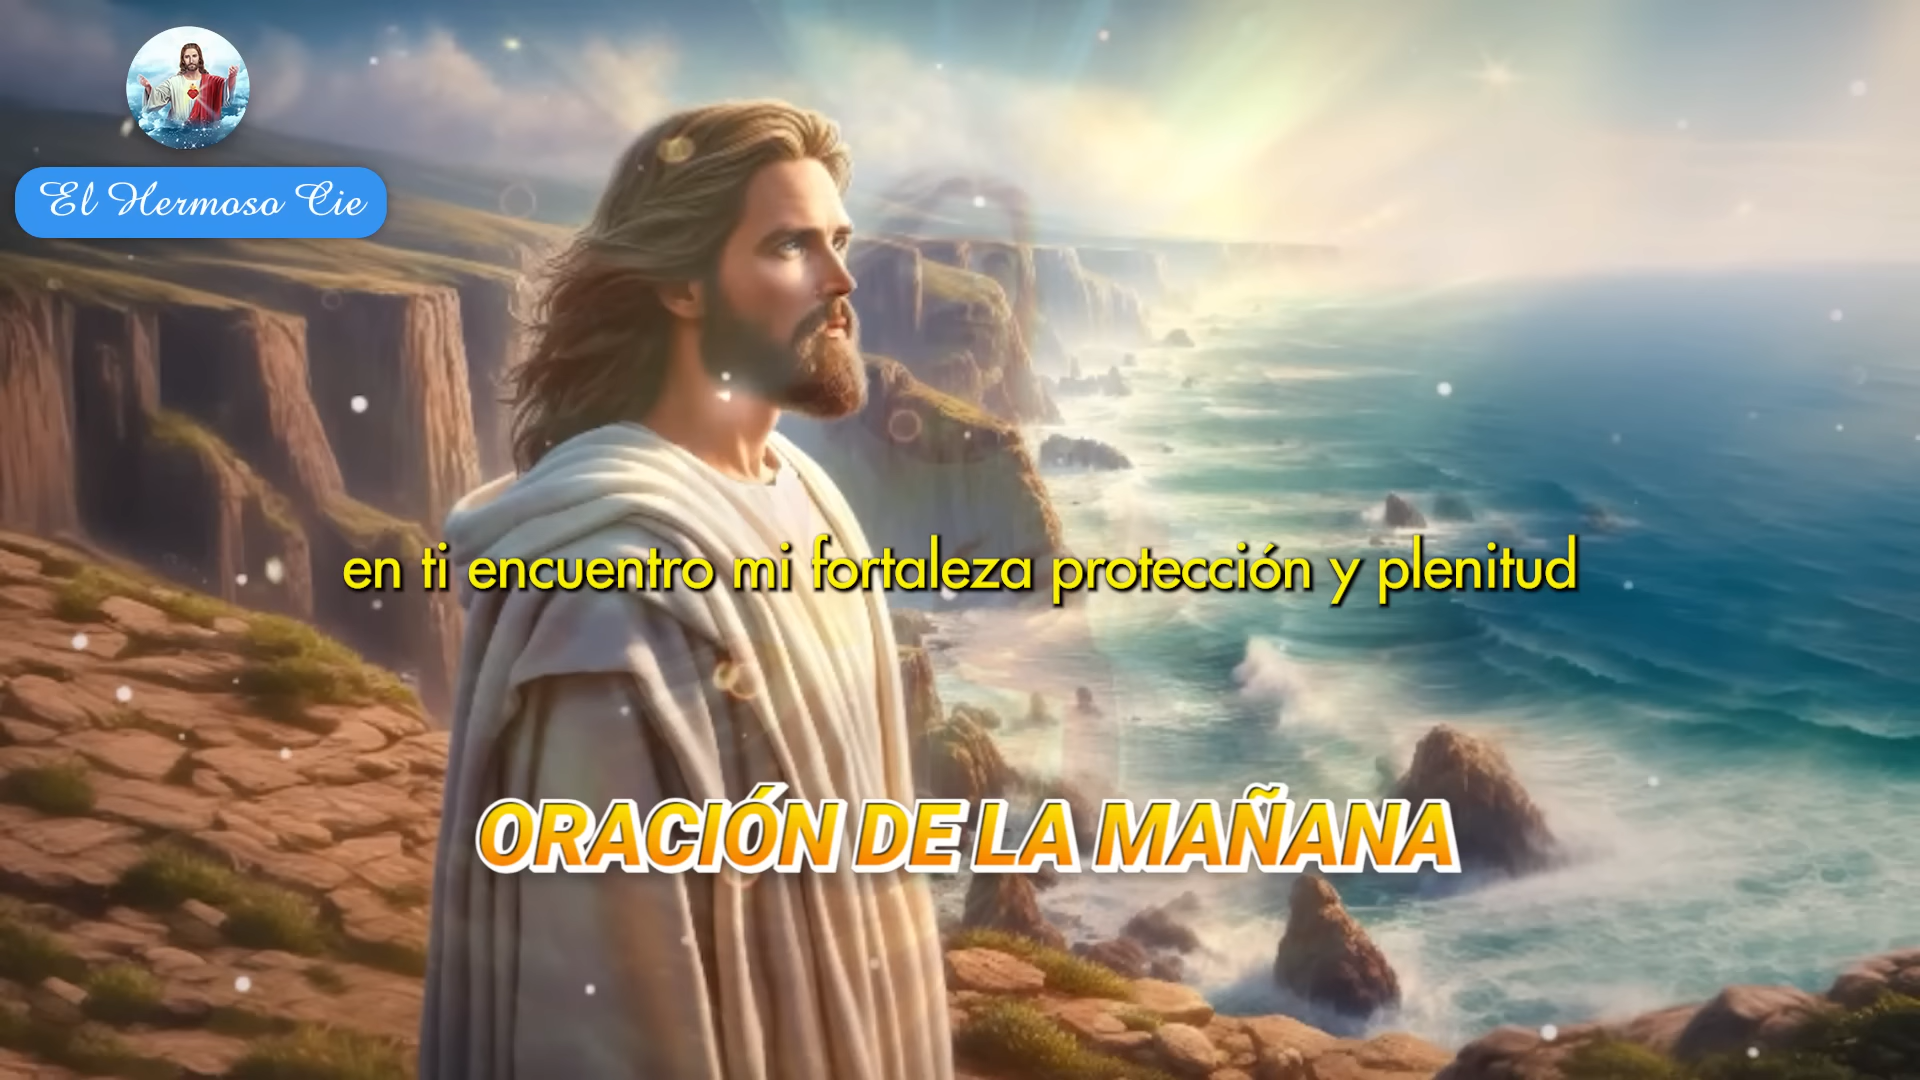 El Hermoso Cie
en ti encuentro mi fortaleza protección y plenitud
ORACIÓN DE LA MAÑANA